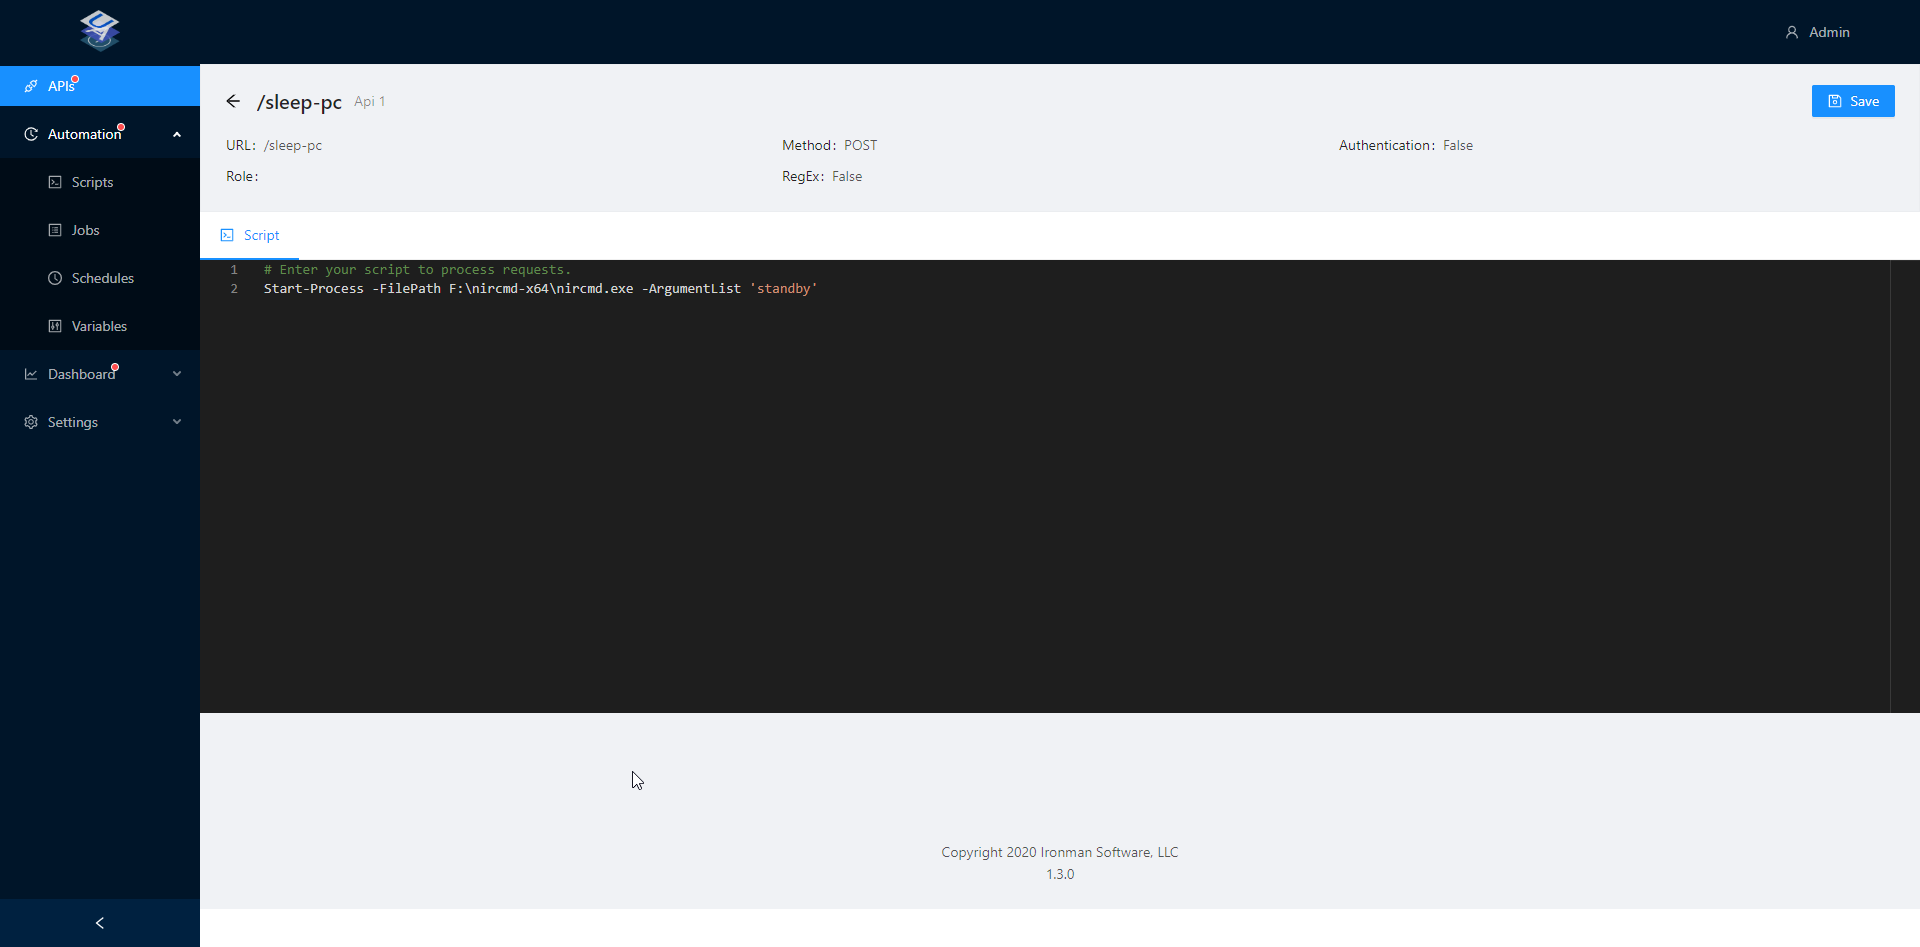 Admin
APIs
Automation
Scripts
Jobs
Schedules
Variables
Dashboard
Settings
/sleep-pc Api 1
Save
URL: /sleep-pc
Method: POST
Authentication: False
Role:
RegEx: False
Script
1 # Enter your script to process requests.
2 Start-Process -FilePath F:\nircmd-x64\nircmd.exe -ArgumentList 'standby'
Copyright 2020 Ironman Software, LLC
1.3.0